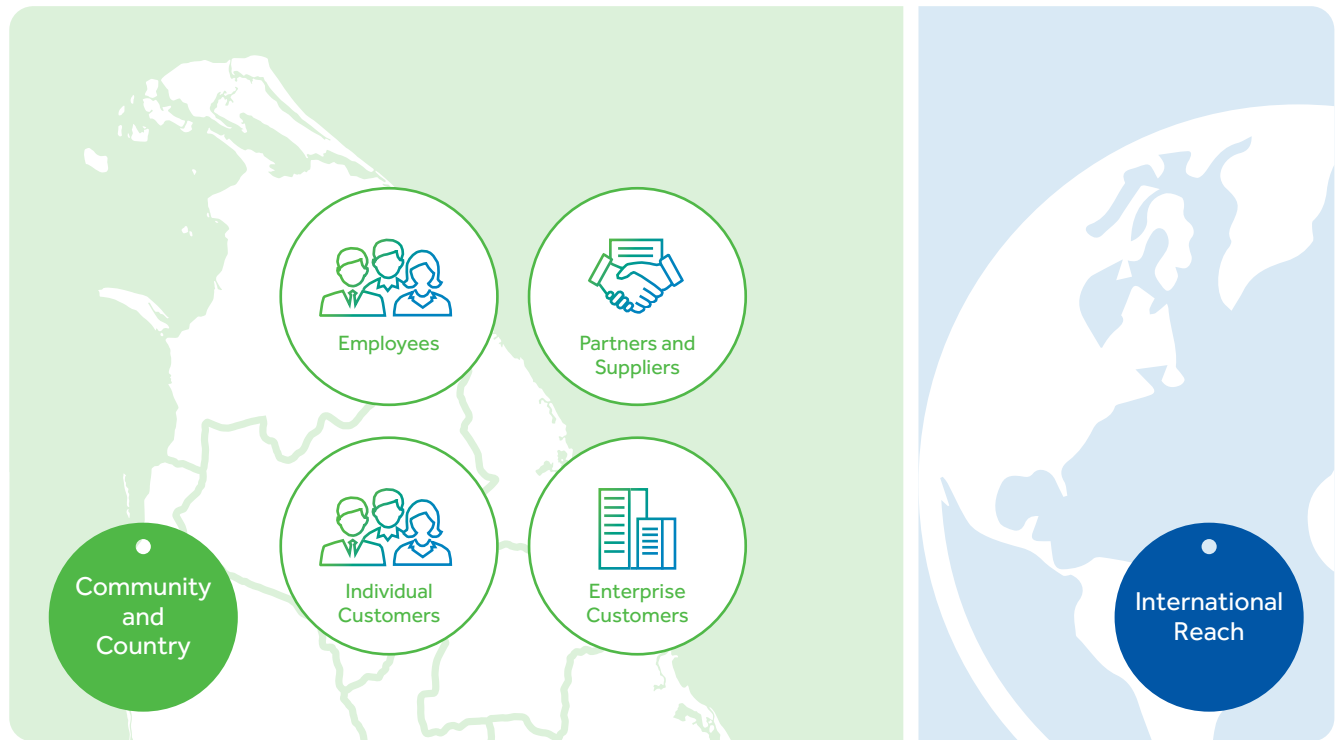 Employees
Partners and
Suppliers
Individual
Customers
Enterprise
Customers
Community
and
Country
International
Reach